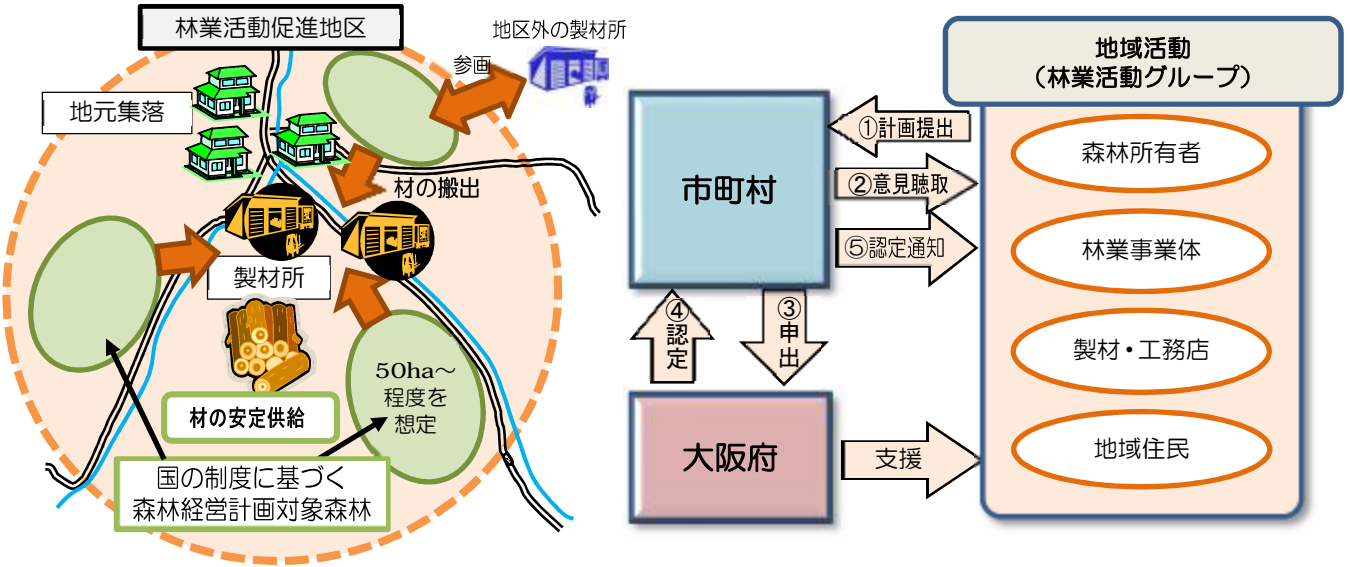 林業活動促進地区
地区外の製材所
参画
地元集落
材の搬出
製材所
50ha～
程度を
想定
材の安定供給
国の制度に基づく
森林経営計画対象森林
地域活動
（林業活動グループ）
市町村
①計画提出
②意見聴取
⑤認定通知
④認定
③申出
大阪府
支援
森林所有者
林業事業体
製材・工務店
地域住民